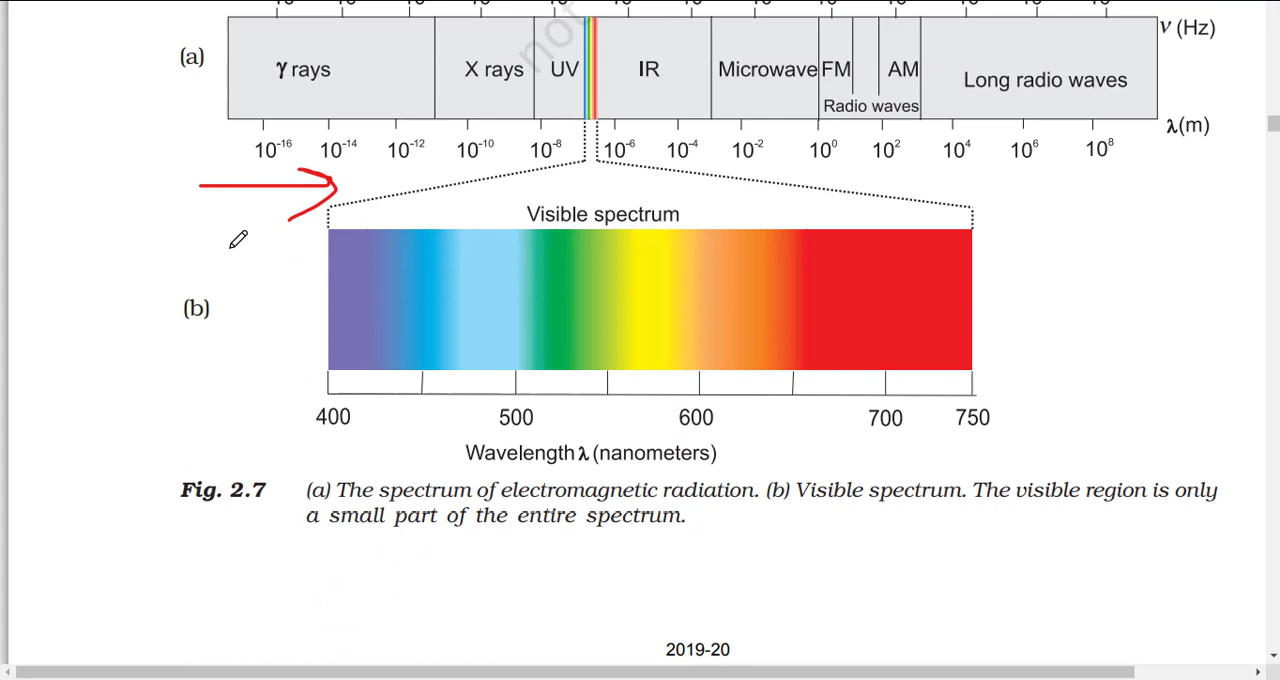 ν (Hz)
(a)
γ rays X rays UV IR Microwave FM AM Long radio waves
Radio waves
λ(m)
10⁻¹⁶ 10⁻¹⁴ 10⁻¹² 10⁻¹⁰ 10⁻⁸ 10⁻⁶ 10⁻⁴ 10⁻² 10⁰ 10² 10⁴ 10⁶ 10⁸
Visible spectrum
(b)
400 500 600 700 750
Wavelength λ (nanometers)
Fig. 2.7 (a) The spectrum of electromagnetic radiation. (b) Visible spectrum. The visible region is only
a small part of the entire spectrum.
2019-20
not